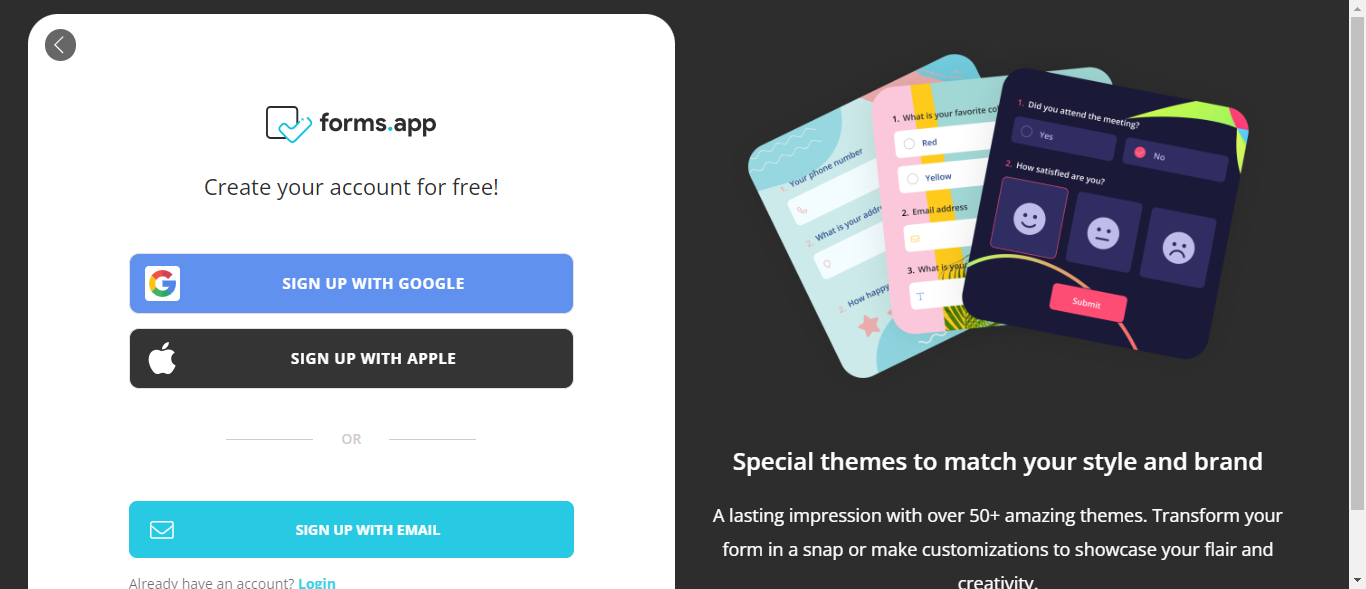 forms.app
Create your account for free!
SIGN UP WITH GOOGLE
SIGN UP WITH APPLE
OR
SIGN UP WITH EMAIL
Already have an account? Login
1. Your phone number
2. What is your addr
3. How happy
1. What is your favorite co
Red
Yellow
2. Email address
3. What is your
1. Did you attend the meeting?
Yes
No
2. How satisfied are you?
Submit
Special themes to match your style and brand
A lasting impression with over 50+ amazing themes. Transform your
form in a snap or make customizations to showcase your flair and
creativity.